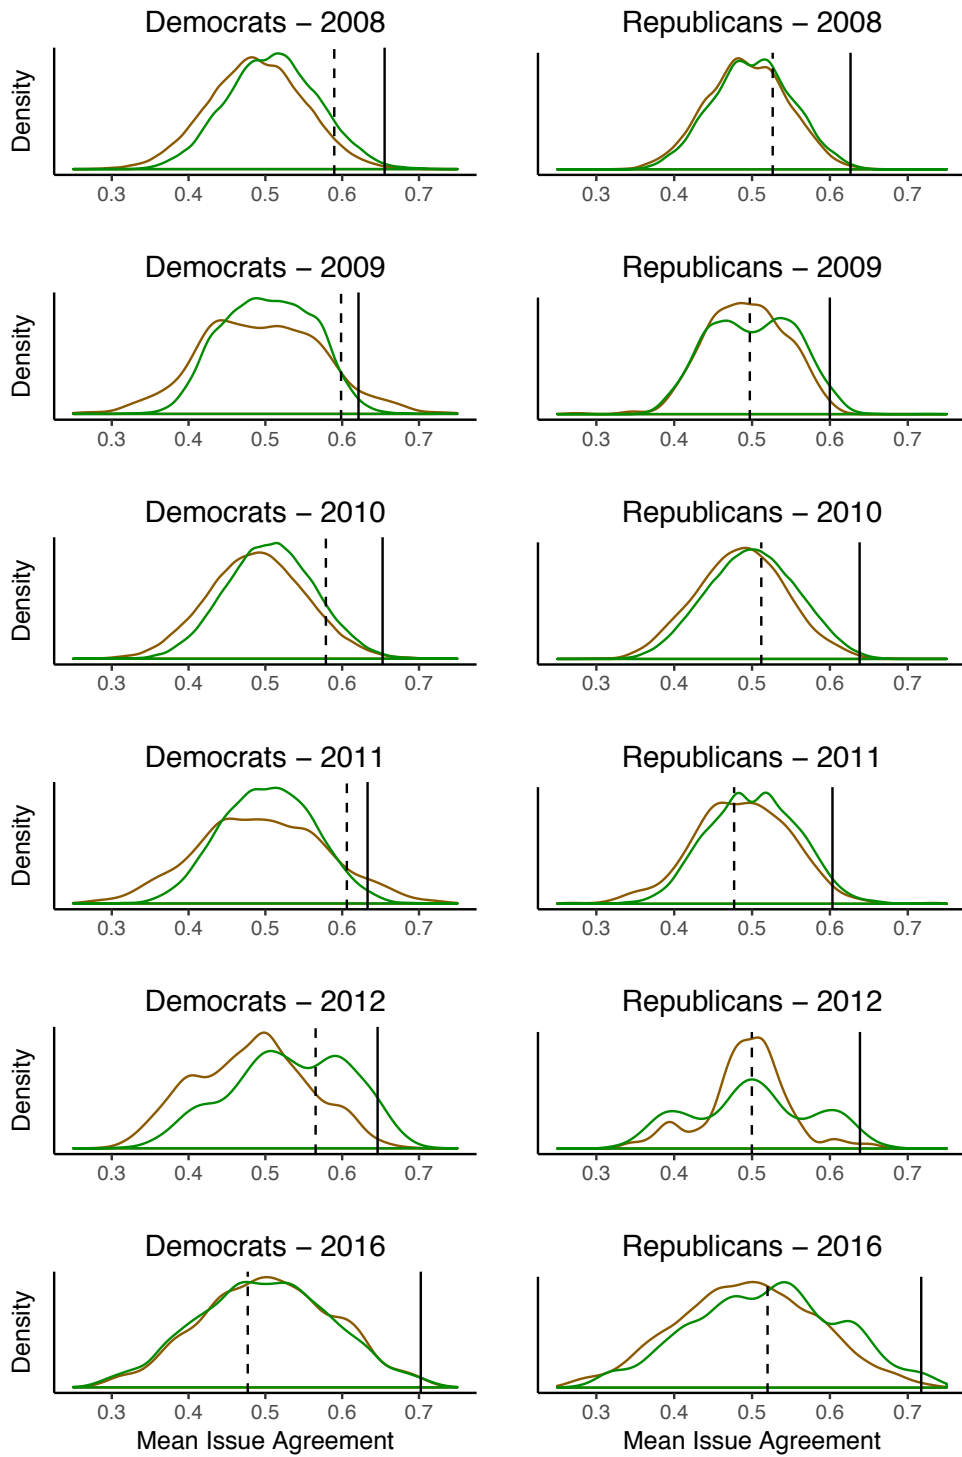 Democrats − 2008
Republicans − 2008
Density
0.3 0.4 0.5 0.6 0.7
0.3 0.4 0.5 0.6 0.7
Democrats − 2009
Republicans − 2009
Density
0.3 0.4 0.5 0.6 0.7
0.3 0.4 0.5 0.6 0.7
Democrats − 2010
Republicans − 2010
Density
0.3 0.4 0.5 0.6 0.7
0.3 0.4 0.5 0.6 0.7
Democrats − 2011
Republicans − 2011
Density
0.3 0.4 0.5 0.6 0.7
0.3 0.4 0.5 0.6 0.7
Democrats − 2012
Republicans − 2012
Density
0.3 0.4 0.5 0.6 0.7
0.3 0.4 0.5 0.6 0.7
Democrats − 2016
Republicans − 2016
Density
0.3 0.4 0.5 0.6 0.7
0.3 0.4 0.5 0.6 0.7
Mean Issue Agreement
Mean Issue Agreement